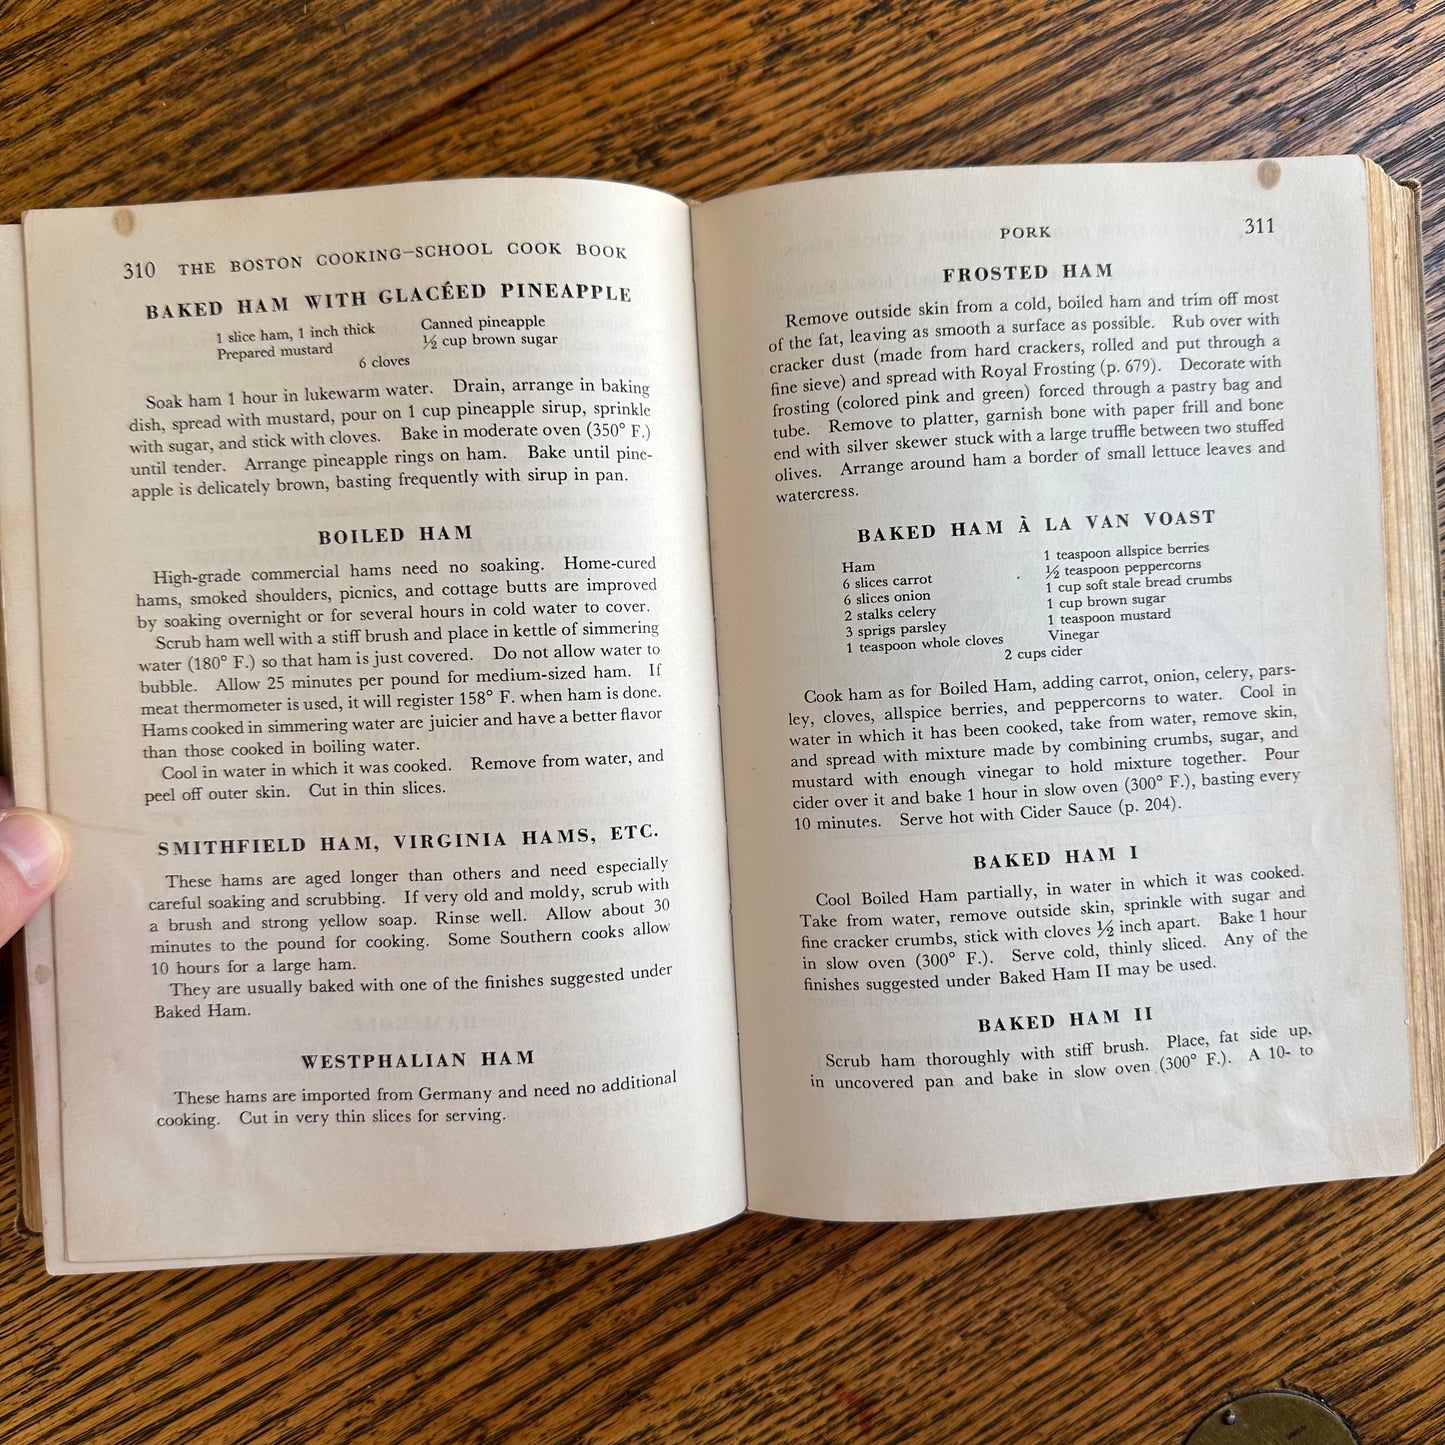 310 THE BOSTON COOKING–SCHOOL COOK BOOK
BAKED HAM WITH GLACÉED PINEAPPLE
1 slice ham, 1 inch thick
Prepared mustard
Canned pineapple
½ cup brown sugar
6 cloves
Soak ham 1 hour in lukewarm water. Drain, arrange in baking
dish, spread with mustard, pour on 1 cup pineapple sirup, sprinkle
with sugar, and stick with cloves. Bake in moderate oven (350° F.)
until tender. Arrange pineapple rings on ham. Bake until pine-
apple is delicately brown, basting frequently with sirup in pan.
BOILED HAM
High-grade commercial hams need no soaking. Home-cured
hams, smoked shoulders, picnics, and cottage butts are improved
by soaking overnight or for several hours in cold water to cover.
Scrub ham well with a stiff brush and place in kettle of simmering
water (180° F.) so that ham is just covered. Do not allow water to
bubble. Allow 25 minutes per pound for medium-sized ham. If
meat thermometer is used, it will register 158° F. when ham is done.
Hams cooked in simmering water are juicier and have a better flavor
than those cooked in boiling water.
Cool in water in which it was cooked. Remove from water, and
peel off outer skin. Cut in thin slices.
SMITHFIELD HAM, VIRGINIA HAMS, ETC.
These hams are aged longer than others and need especially
careful soaking and scrubbing. If very old and moldy, scrub with
a brush and strong yellow soap. Rinse well. Allow about 30
minutes to the pound for cooking. Some Southern cooks allow
10 hours for a large ham.
They are usually baked with one of the finishes suggested under
Baked Ham.
WESTPHALIAN HAM
These hams are imported from Germany and need no additional
cooking. Cut in very thin slices for serving.
PORK 311
FROSTED HAM
Remove outside skin from a cold, boiled ham and trim off most
of the fat, leaving as smooth a surface as possible. Rub over with
cracker dust (made from hard crackers, rolled and put through a
fine sieve) and spread with Royal Frosting (p. 679). Decorate with
frosting (colored pink and green) forced through a pastry bag and
tube. Remove to platter, garnish bone with paper frill and bone
end with silver skewer stuck with a large truffle between two stuffed
olives. Arrange around ham a border of small lettuce leaves and
watercress.
BAKED HAM À LA VAN VOAST
Ham
6 slices carrot
6 slices onion
2 stalks celery
3 sprigs parsley
1 teaspoon whole cloves
1 teaspoon allspice berries
½ teaspoon peppercorns
1 cup soft stale bread crumbs
1 cup brown sugar
1 teaspoon mustard
Vinegar
2 cups cider
Cook ham as for Boiled Ham, adding carrot, onion, celery, pars-
ley, cloves, allspice berries, and peppercorns to water. Cool in
water in which it has been cooked, take from water, remove skin,
and spread with mixture made by combining crumbs, sugar, and
mustard with enough vinegar to hold mixture together. Pour
cider over it and bake 1 hour in slow oven (300° F.), basting every
10 minutes. Serve hot with Cider Sauce (p. 204).
BAKED HAM I
Cool Boiled Ham partially, in water in which it was cooked.
Take from water, remove outside skin, sprinkle with sugar and
fine cracker crumbs, stick with cloves ½ inch apart. Bake 1 hour
in slow oven (300° F.). Serve cold, thinly sliced. Any of the
finishes suggested under Baked Ham II may be used.
BAKED HAM II
Scrub ham thoroughly with stiff brush. Place, fat side up,
in uncovered pan and bake in slow oven (300° F.). A 10- to